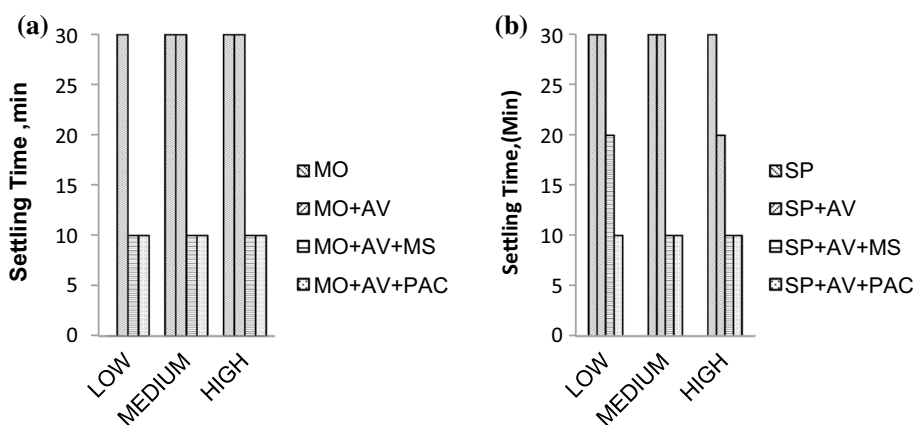 (a)
Settling Time ,min
30
25
20
15
10
5
0
LOW
MEDIUM
HIGH
MO
MO+AV
MO+AV+MS
MO+AV+PAC
(b)
Settling Time,(Min)
30
25
20
15
10
5
0
LOW
MEDIUM
HIGH
SP
SP+AV
SP+AV+MS
SP+AV+PAC